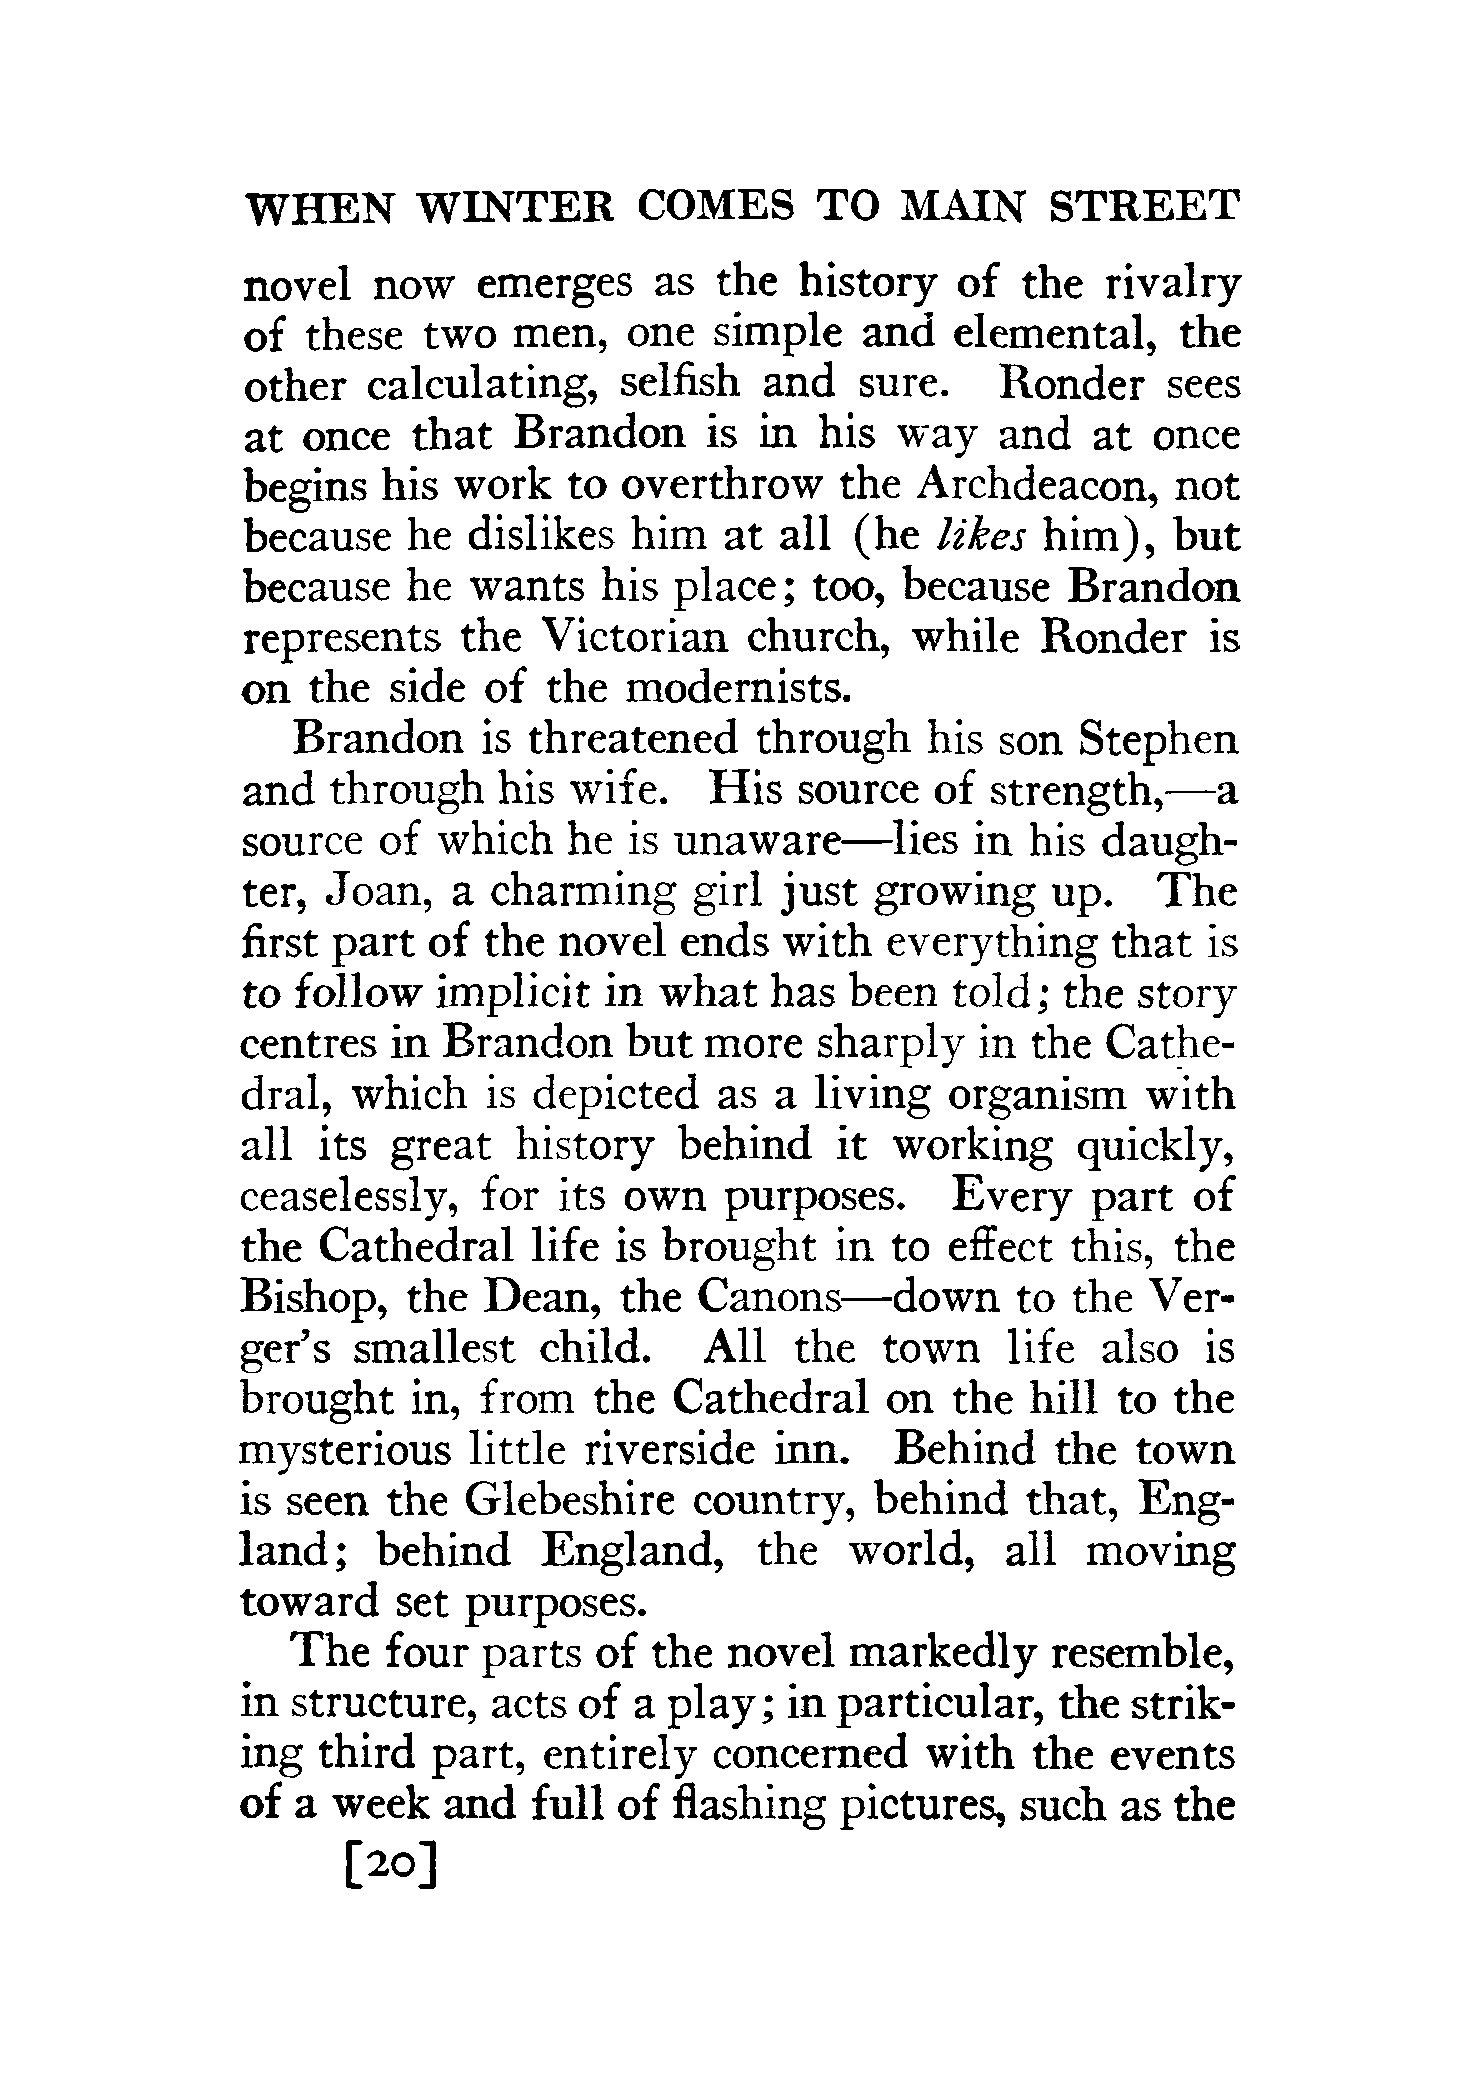 WHEN WINTER COMES TO MAIN STREET
novel now emerges as the history of the rivalry
of these two men, one simple and elemental, the
other calculating, selfish and sure. Ronder sees
at once that Brandon is in his way and at once
begins his work to overthrow the Archdeacon, not
because he dislikes him at all (he likes him), but
because he wants his place; too, because Brandon
represents the Victorian church, while Ronder is
on the side of the modernists.
Brandon is threatened through his son Stephen
and through his wife. His source of strength,—a
source of which he is unaware—lies in his daugh-
ter, Joan, a charming girl just growing up. The
first part of the novel ends with everything that is
to follow implicit in what has been told; the story
centres in Brandon but more sharply in the Cathe-
dral, which is depicted as a living organism with
all its great history behind it working quickly,
ceaselessly, for its own purposes. Every part of
the Cathedral life is brought in to effect this, the
Bishop, the Dean, the Canons—down to the Ver-
ger's smallest child. All the town life also is
brought in, from the Cathedral on the hill to the
mysterious little riverside inn. Behind the town
is seen the Glebeshire country, behind that, Eng-
land; behind England, the world, all moving
toward set purposes.
The four parts of the novel markedly resemble,
in structure, acts of a play; in particular, the strik-
ing third part, entirely concerned with the events
of a week and full of flashing pictures, such as the
[20]